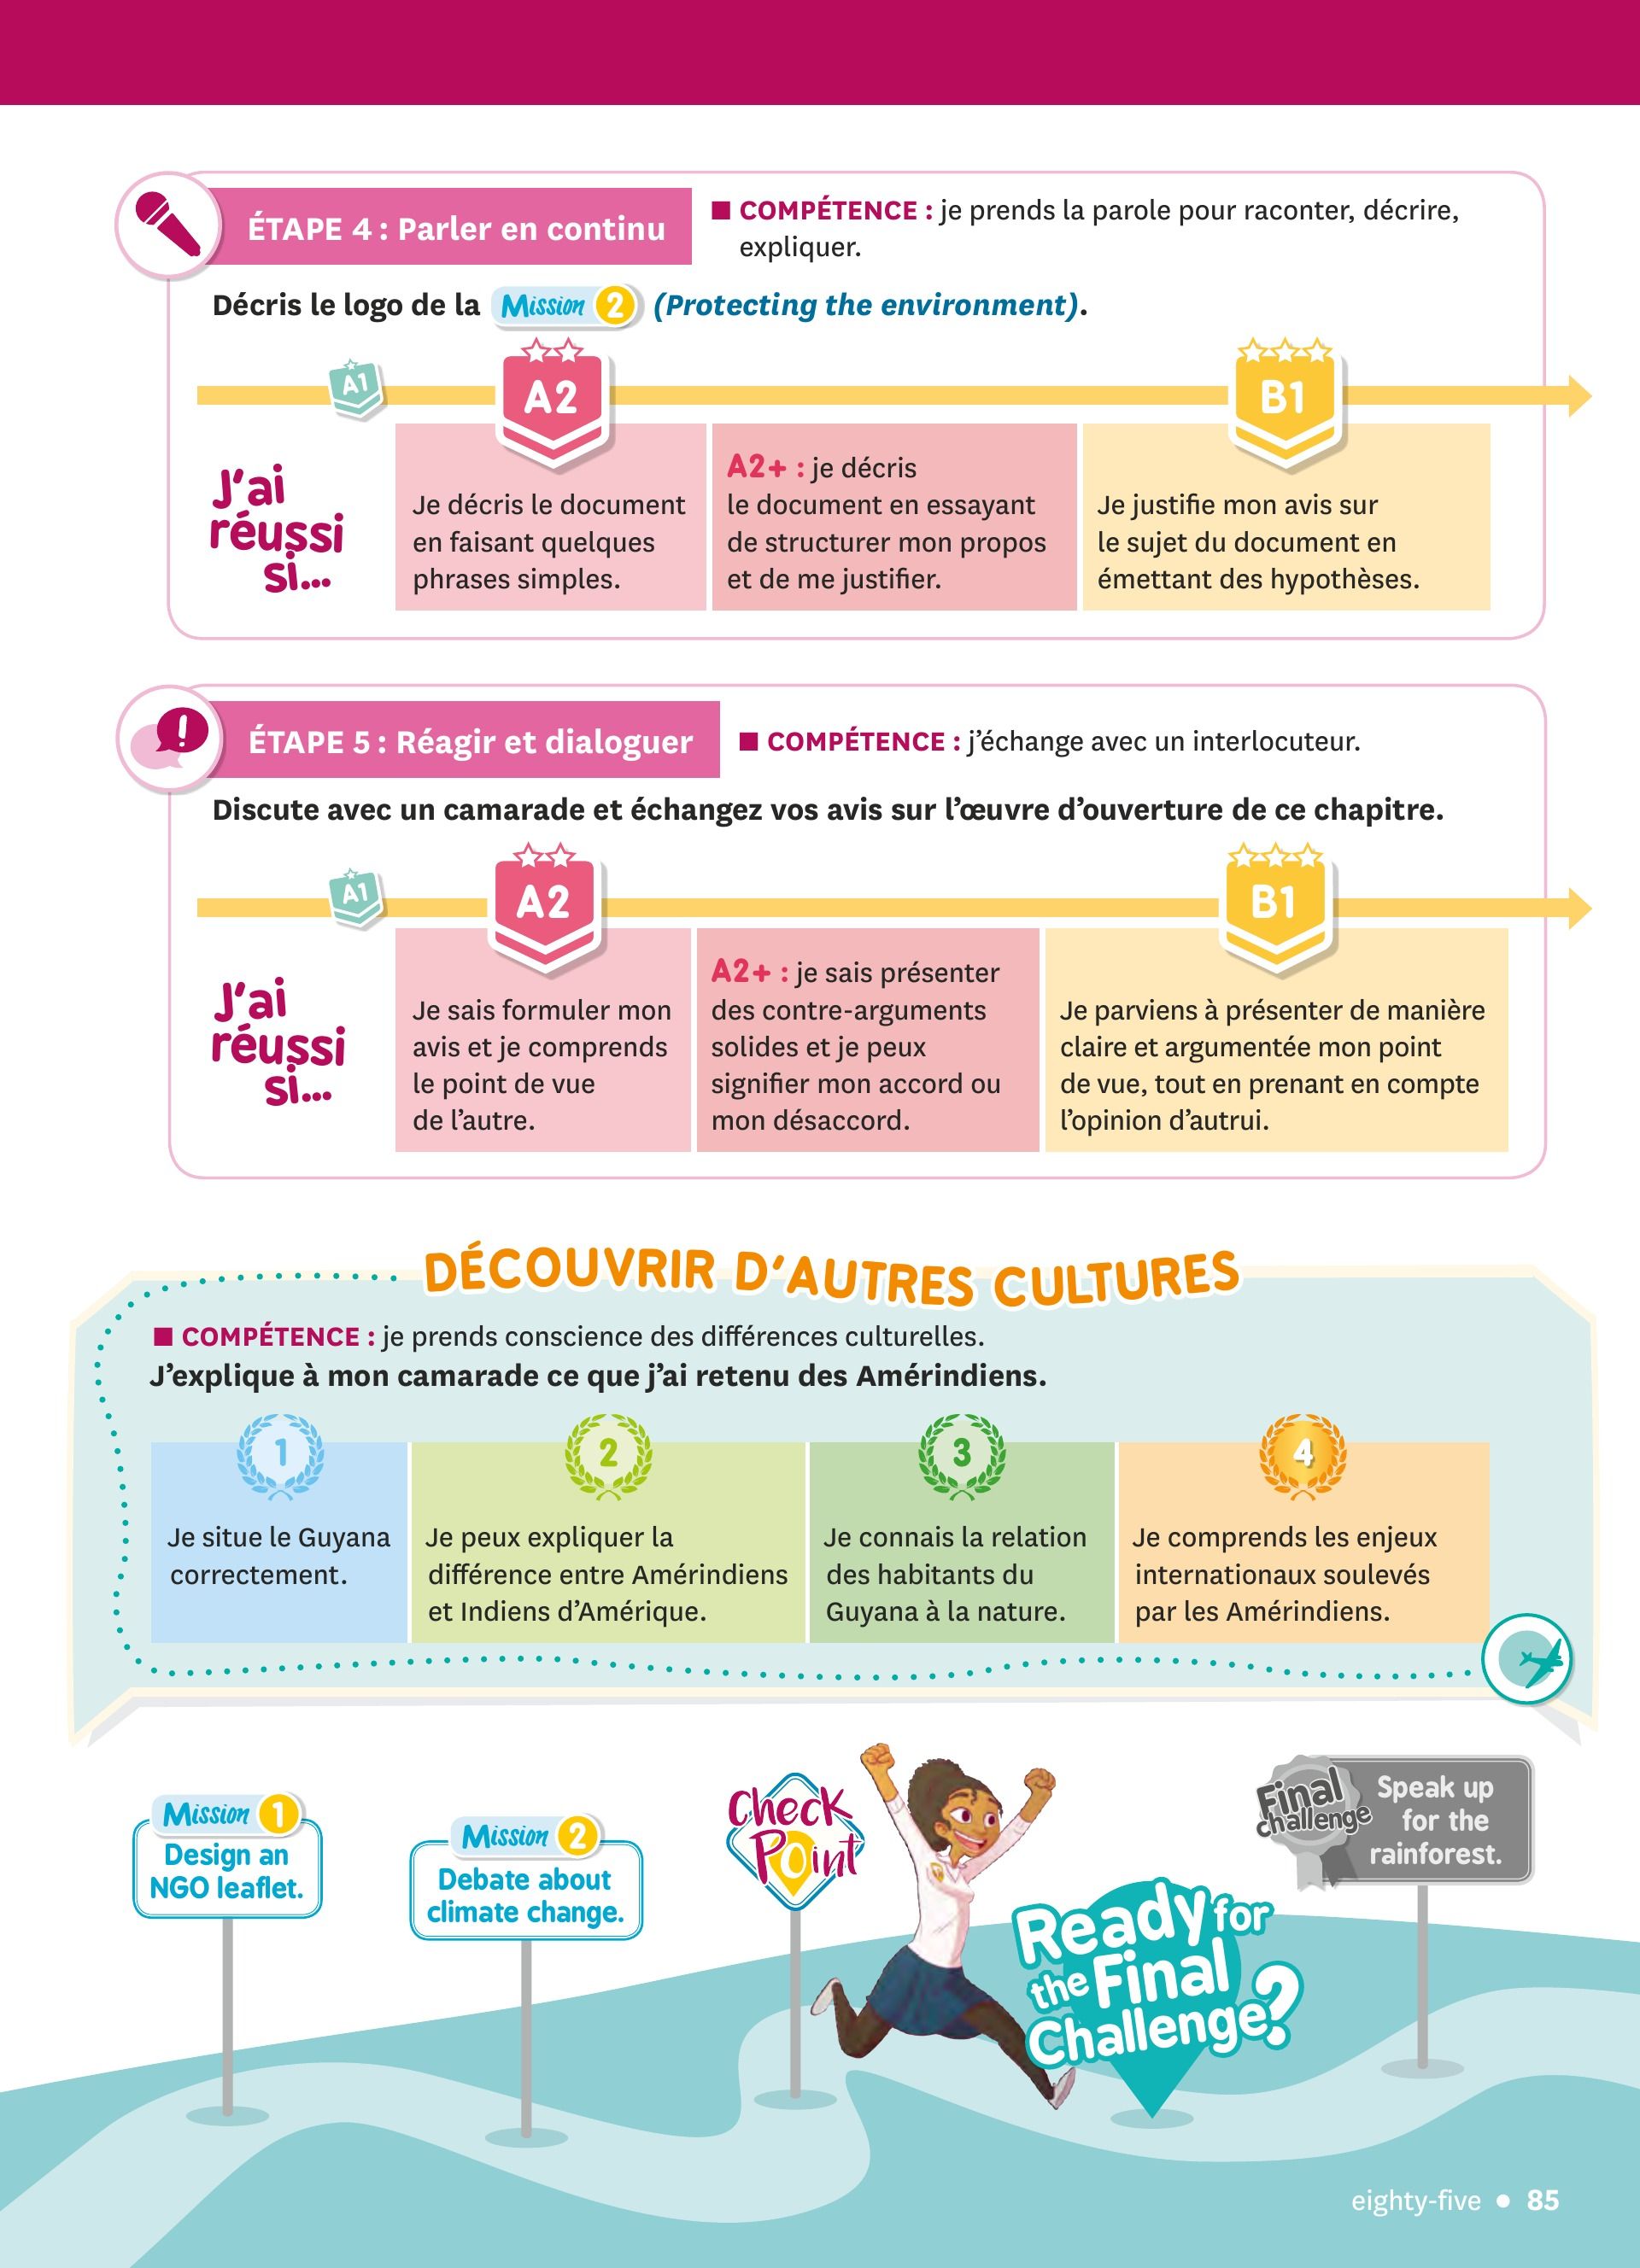 ÉTAPE 4 : Parler en continu
■ COMPÉTENCE : je prends la parole pour raconter, décrire,
expliquer.
Décris le logo de la Mission 2 (Protecting the environment).
A1
A2
B1
J'ai
réussi
si...
Je décris le document
en faisant quelques
phrases simples.
A2+ : je décris
le document en essayant
de structurer mon propos
et de me justifier.
Je justifie mon avis sur
le sujet du document en
émettant des hypothèses.
ÉTAPE 5 : Réagir et dialoguer
■ COMPÉTENCE : j'échange avec un interlocuteur.
Discute avec un camarade et échangez vos avis sur l'œuvre d'ouverture de ce chapitre.
A1
A2
B1
J'ai
réussi
si...
Je sais formuler mon
avis et je comprends
le point de vue
de l'autre.
A2+ : je sais présenter
des contre-arguments
solides et je peux
signifier mon accord ou
mon désaccord.
Je parviens à présenter de manière
claire et argumentée mon point
de vue, tout en prenant en compte
l'opinion d'autrui.
DÉCOUVRIR D'AUTRES CULTURES
■ COMPÉTENCE : je prends conscience des différences culturelles.
J'explique à mon camarade ce que j'ai retenu des Amérindiens.
1
Je situe le Guyana
correctement.
2
Je peux expliquer la
différence entre Amérindiens
et Indiens d'Amérique.
3
Je connais la relation
des habitants du
Guyana à la nature.
4
Je comprends les enjeux
internationaux soulevés
par les Amérindiens.
Mission 1
Design an
NGO leaflet.
Mission 2
Debate about
climate change.
Check
Point
Ready for
the Final
Challenge?
Final
challenge
Speak up
for the
rainforest.
eighty-five • 85